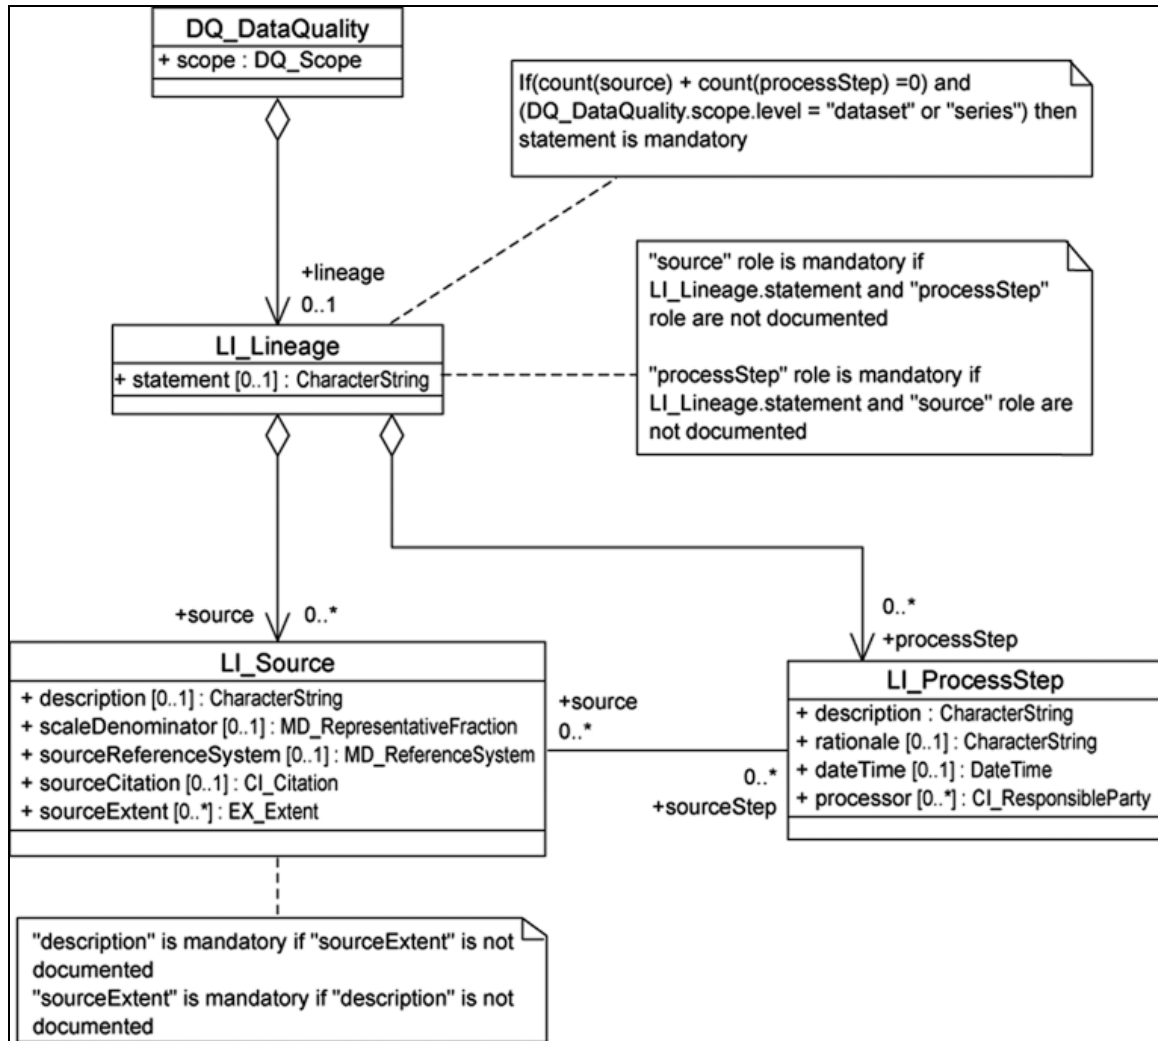 DQ_DataQuality
+ scope : DQ_Scope
If(count(source) + count(processStep) =0) and
(DQ_DataQuality.scope.level = "dataset" or "series") then
statement is mandatory
+lineage
0..1
"source" role is mandatory if
LI_Lineage.statement and "processStep"
role are not documented
"processStep" role is mandatory if
LI_Lineage.statement and "source" role are
not documented
LI_Lineage
+ statement [0..1] : CharacterString
+source 0..*
0..*
+processStep
LI_Source
+ description [0..1] : CharacterString
+ scaleDenominator [0..1] : MD_RepresentativeFraction
+ sourceReferenceSystem [0..1] : MD_ReferenceSystem
+ sourceCitation [0..1] : CI_Citation
+ sourceExtent [0..*] : EX_Extent
+source
0..*
0..*
+sourceStep
LI_ProcessStep
+ description : CharacterString
+ rationale [0..1] : CharacterString
+ dateTime [0..1] : DateTime
+ processor [0..*] : CI_ResponsibleParty
"description" is mandatory if "sourceExtent" is not
documented
"sourceExtent" is mandatory if "description" is not
documented